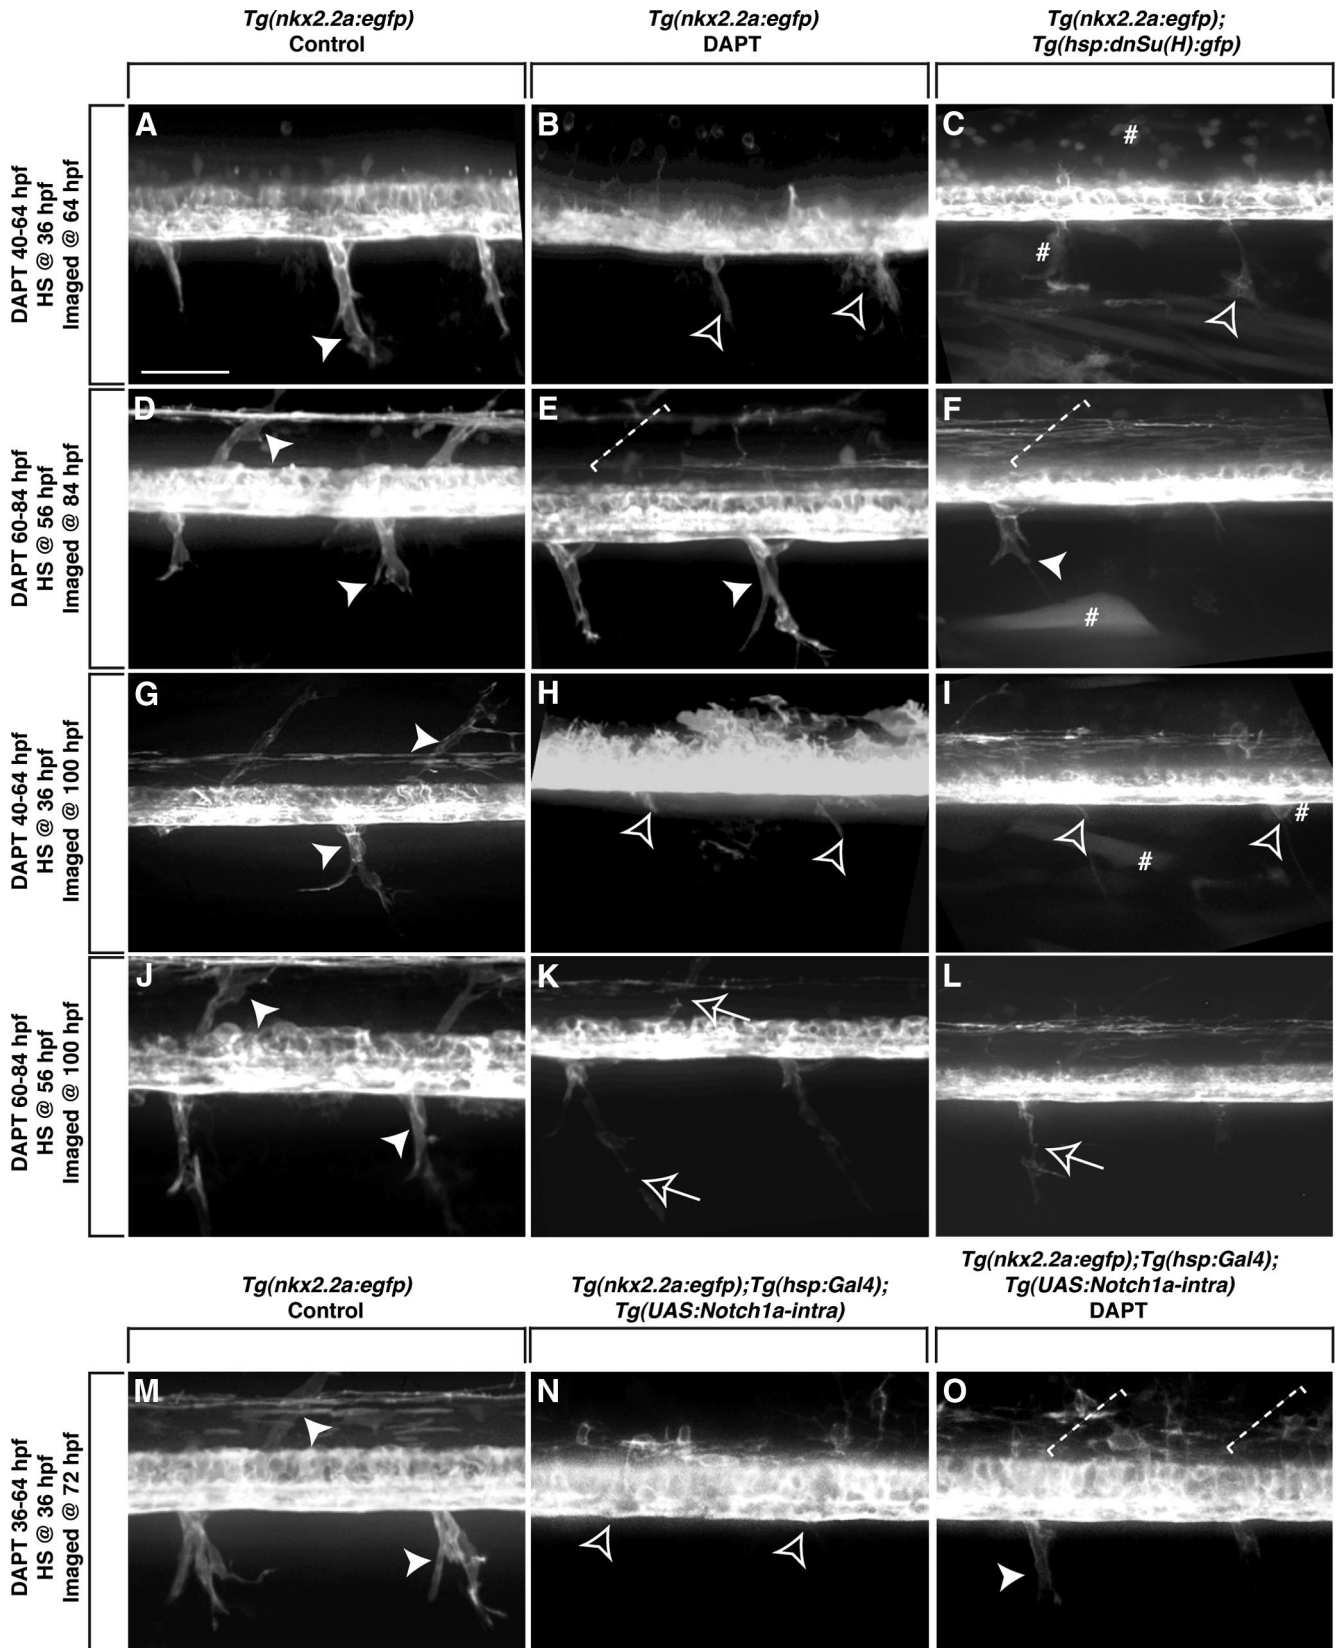 Tg(nkx2.2a:egfp)
Control
Tg(nkx2.2a:egfp)
DAPT
Tg(nkx2.2a:egfp);
Tg(hsp:dnSu(H):gfp)
DAPT 40-64 hpf
HS @ 36 hpf
Imaged @ 64 hpf
A
B
C
#
#
DAPT 60-84 hpf
HS @ 56 hpf
Imaged @ 84 hpf
D
E
F
#
DAPT 40-64 hpf
HS @ 36 hpf
Imaged @ 100 hpf
G
H
I
#
#
DAPT 60-84 hpf
HS @ 56 hpf
Imaged @ 100 hpf
J
K
L
Tg(nkx2.2a:egfp)
Control
Tg(nkx2.2a:egfp);Tg(hsp:Gal4);
Tg(UAS:Notch1a-intra)
Tg(nkx2.2a:egfp);Tg(hsp:Gal4);
Tg(UAS:Notch1a-intra)
DAPT
DAPT 36-64 hpf
HS @ 36 hpf
Imaged @ 72 hpf
M
N
O